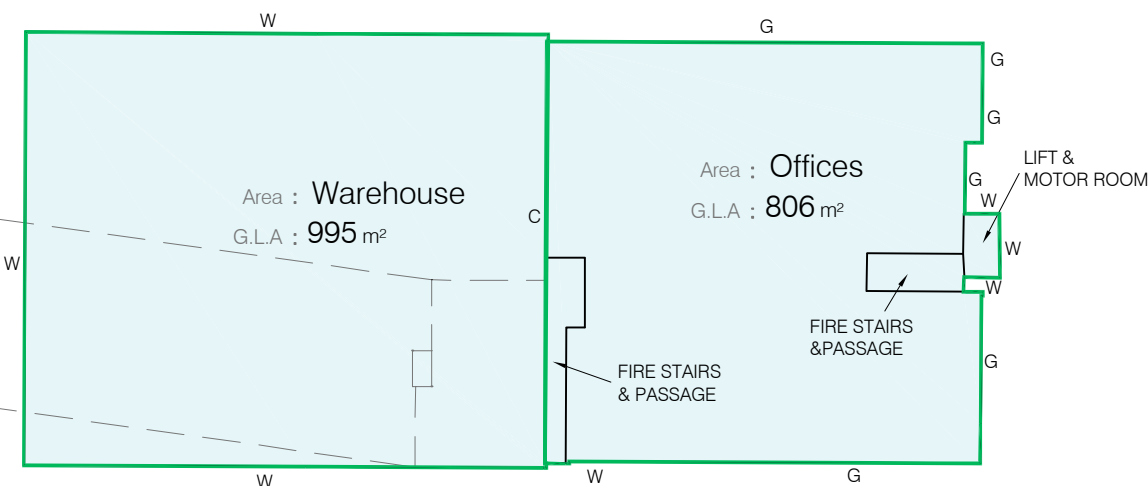 W
G
G
G
LIFT &
MOTOR ROOM
Area : Offices
G
Area : Warehouse
W
G.L.A : 806 m²
C
G.L.A : 995 m²
W
W
W
FIRE STAIRS
&PASSAGE
G
FIRE STAIRS
& PASSAGE
W
W
G